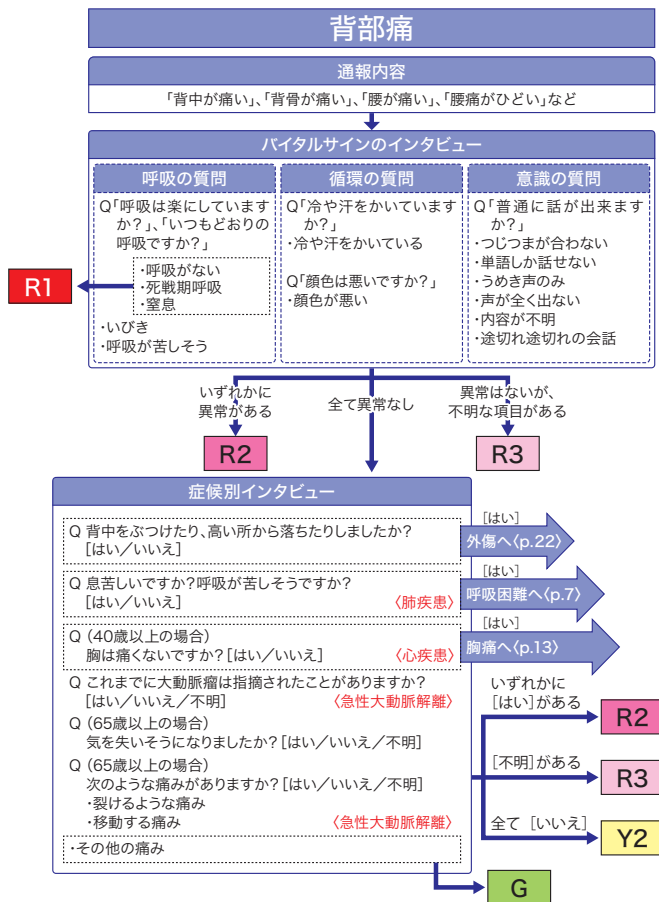 背部痛
通報内容
「背中が痛い」、「背骨が痛い」、「腰が痛い」、「腰痛がひどい」など
バイタルサインのインタビュー
呼吸の質問
Q「呼吸は楽にしています
か？」、「いつもどおりの
呼吸ですか？」
・呼吸がない
・死戦期呼吸
・窒息
・いびき
・呼吸が苦しそう
R1
循環の質問
Q「冷や汗をかいています
か？」
・冷や汗をかいている
Q「顔色は悪いですか？」
・顔色が悪い
意識の質問
Q「普通に話が出来ます
か？」
・つじつまが合わない
・単語しか話せない
・うめき声のみ
・声が全く出ない
・内容が不明
・途切れ途切れの会話
いずれかに
異常がある
R2
全て異常なし
異常はないが、
不明な項目がある
R3
症候別インタビュー
Q 背中をぶつけたり、高い所から落ちたりしましたか？
[はい／いいえ]
[はい]
外傷へ〈p.22〉
Q 息苦しいですか？呼吸が苦しそうですか？
[はい／いいえ] 〈肺疾患〉
[はい]
呼吸困難へ〈p.7〉
Q（40歳以上の場合）
胸は痛くないですか？[はい／いいえ] 〈心疾患〉
[はい]
胸痛へ〈p.13〉
Q これまでに大動脈瘤は指摘されたことがありますか？
[はい／いいえ／不明] 〈急性大動脈解離〉
Q（65歳以上の場合）
気を失いそうになりましたか？[はい／いいえ／不明]
Q（65歳以上の場合）
次のような痛みがありますか？[はい／いいえ／不明]
・裂けるような痛み
・移動する痛み 〈急性大動脈解離〉
・その他の痛み
いずれかに
[はい]がある
R2
[不明]がある
R3
全て [いいえ]
Y2
G